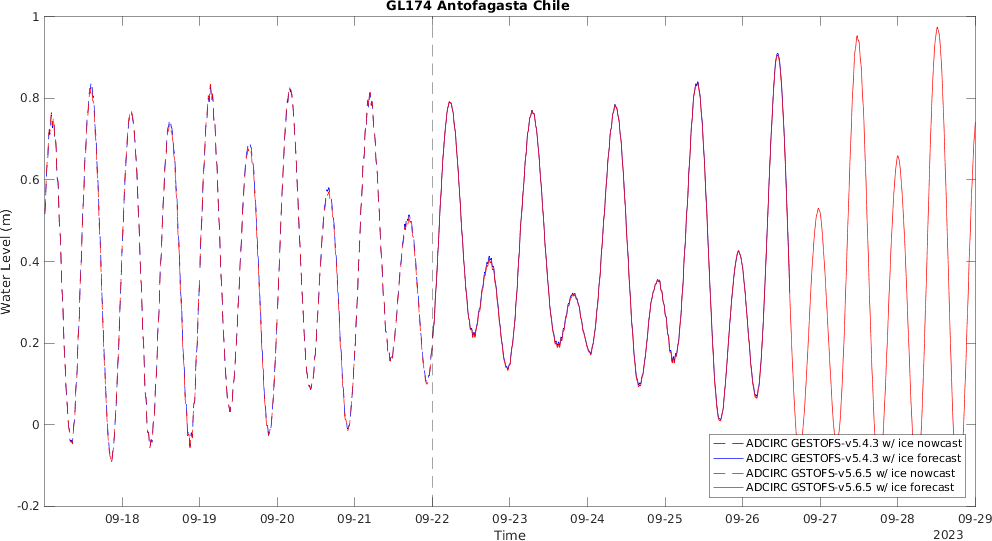 GL174 Antofagasta Chile
1
0.8
0.6
0.4
0.2
0
-0.2
Water Level (m)
09-18 09-19 09-20 09-21 09-22 09-23 09-24 09-25 09-26 09-27 09-28 09-29
Time
2023
ADCIRC GESTOFS-v5.4.3 w/ ice nowcast
ADCIRC GESTOFS-v5.4.3 w/ ice forecast
ADCIRC GSTOFS-v5.6.5 w/ ice nowcast
ADCIRC GSTOFS-v5.6.5 w/ ice forecast